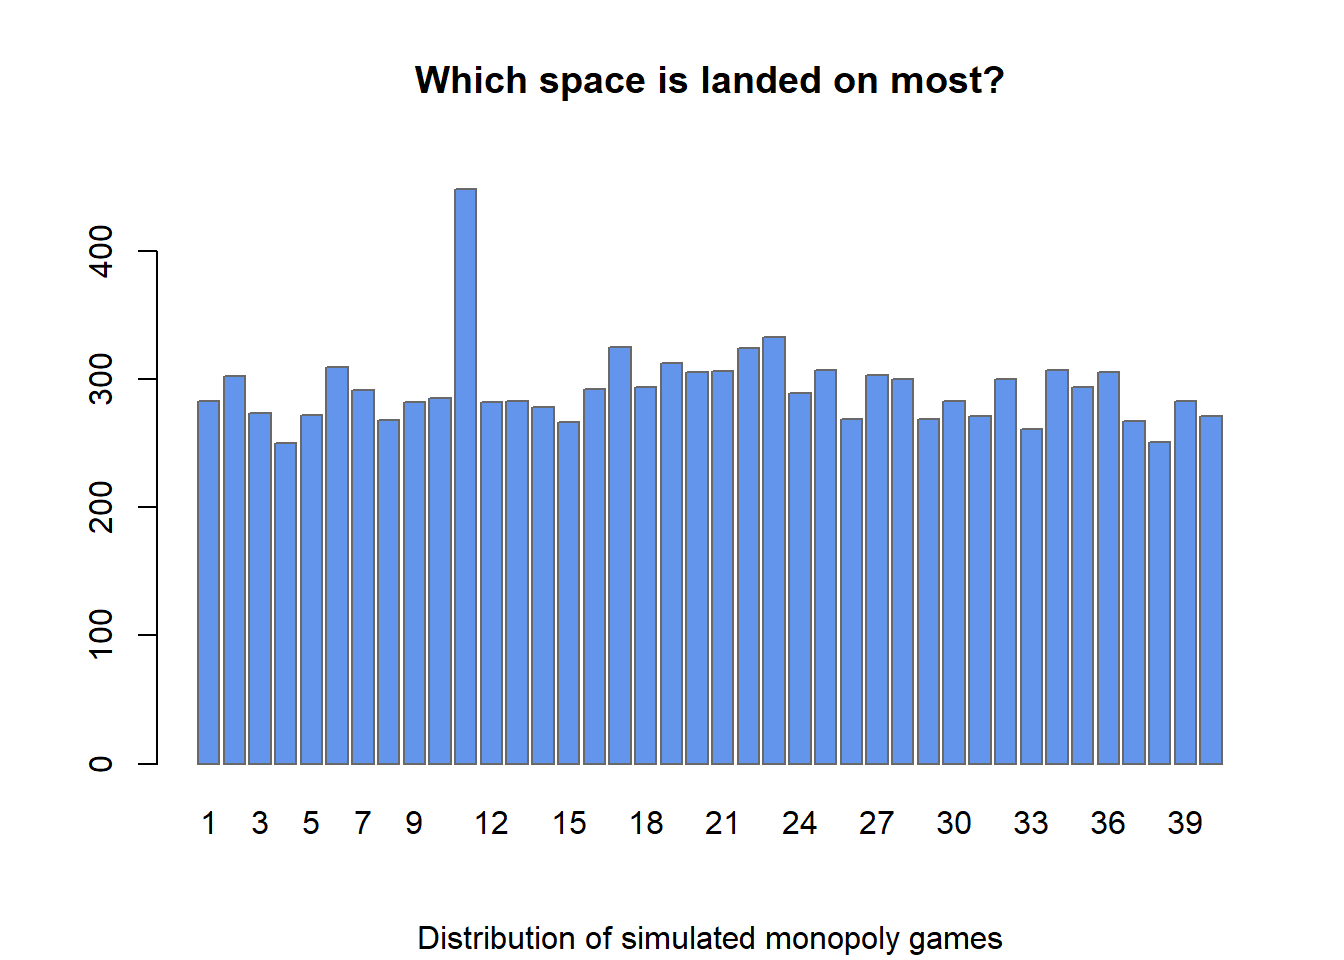 Which space is landed on most?
400
300
200
100
0
1 3 5 7 9 12 15 18 21 24 27 30 33 36 39
Distribution of simulated monopoly games